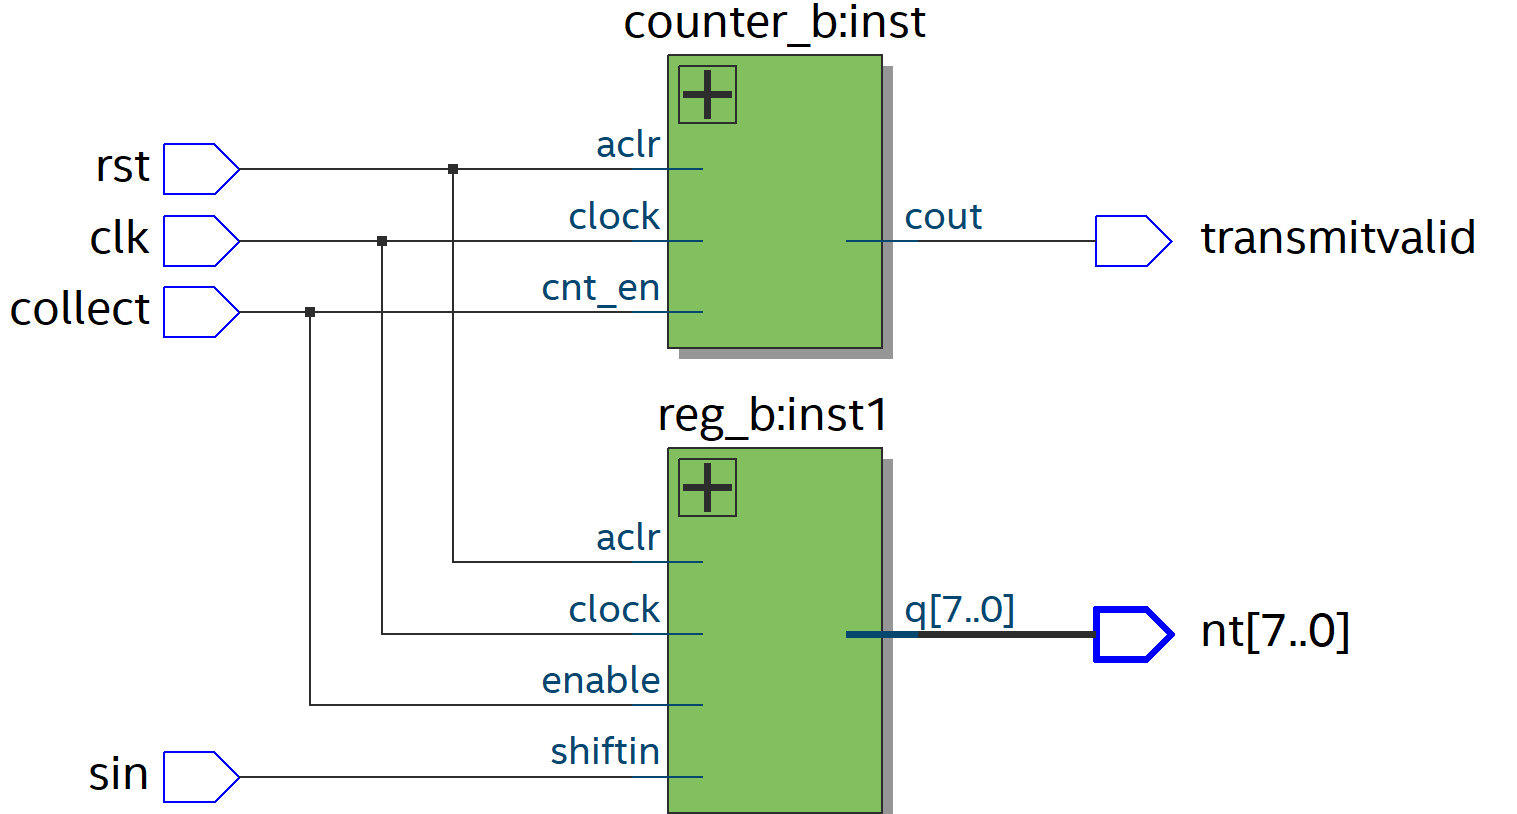 counter_b:inst
rst
aclr
clk
clock
cout
transmitvalid
collect
cnt_en
reg_b:inst1
aclr
clock
q[7..0]
nt[7..0]
enable
sin
shiftin